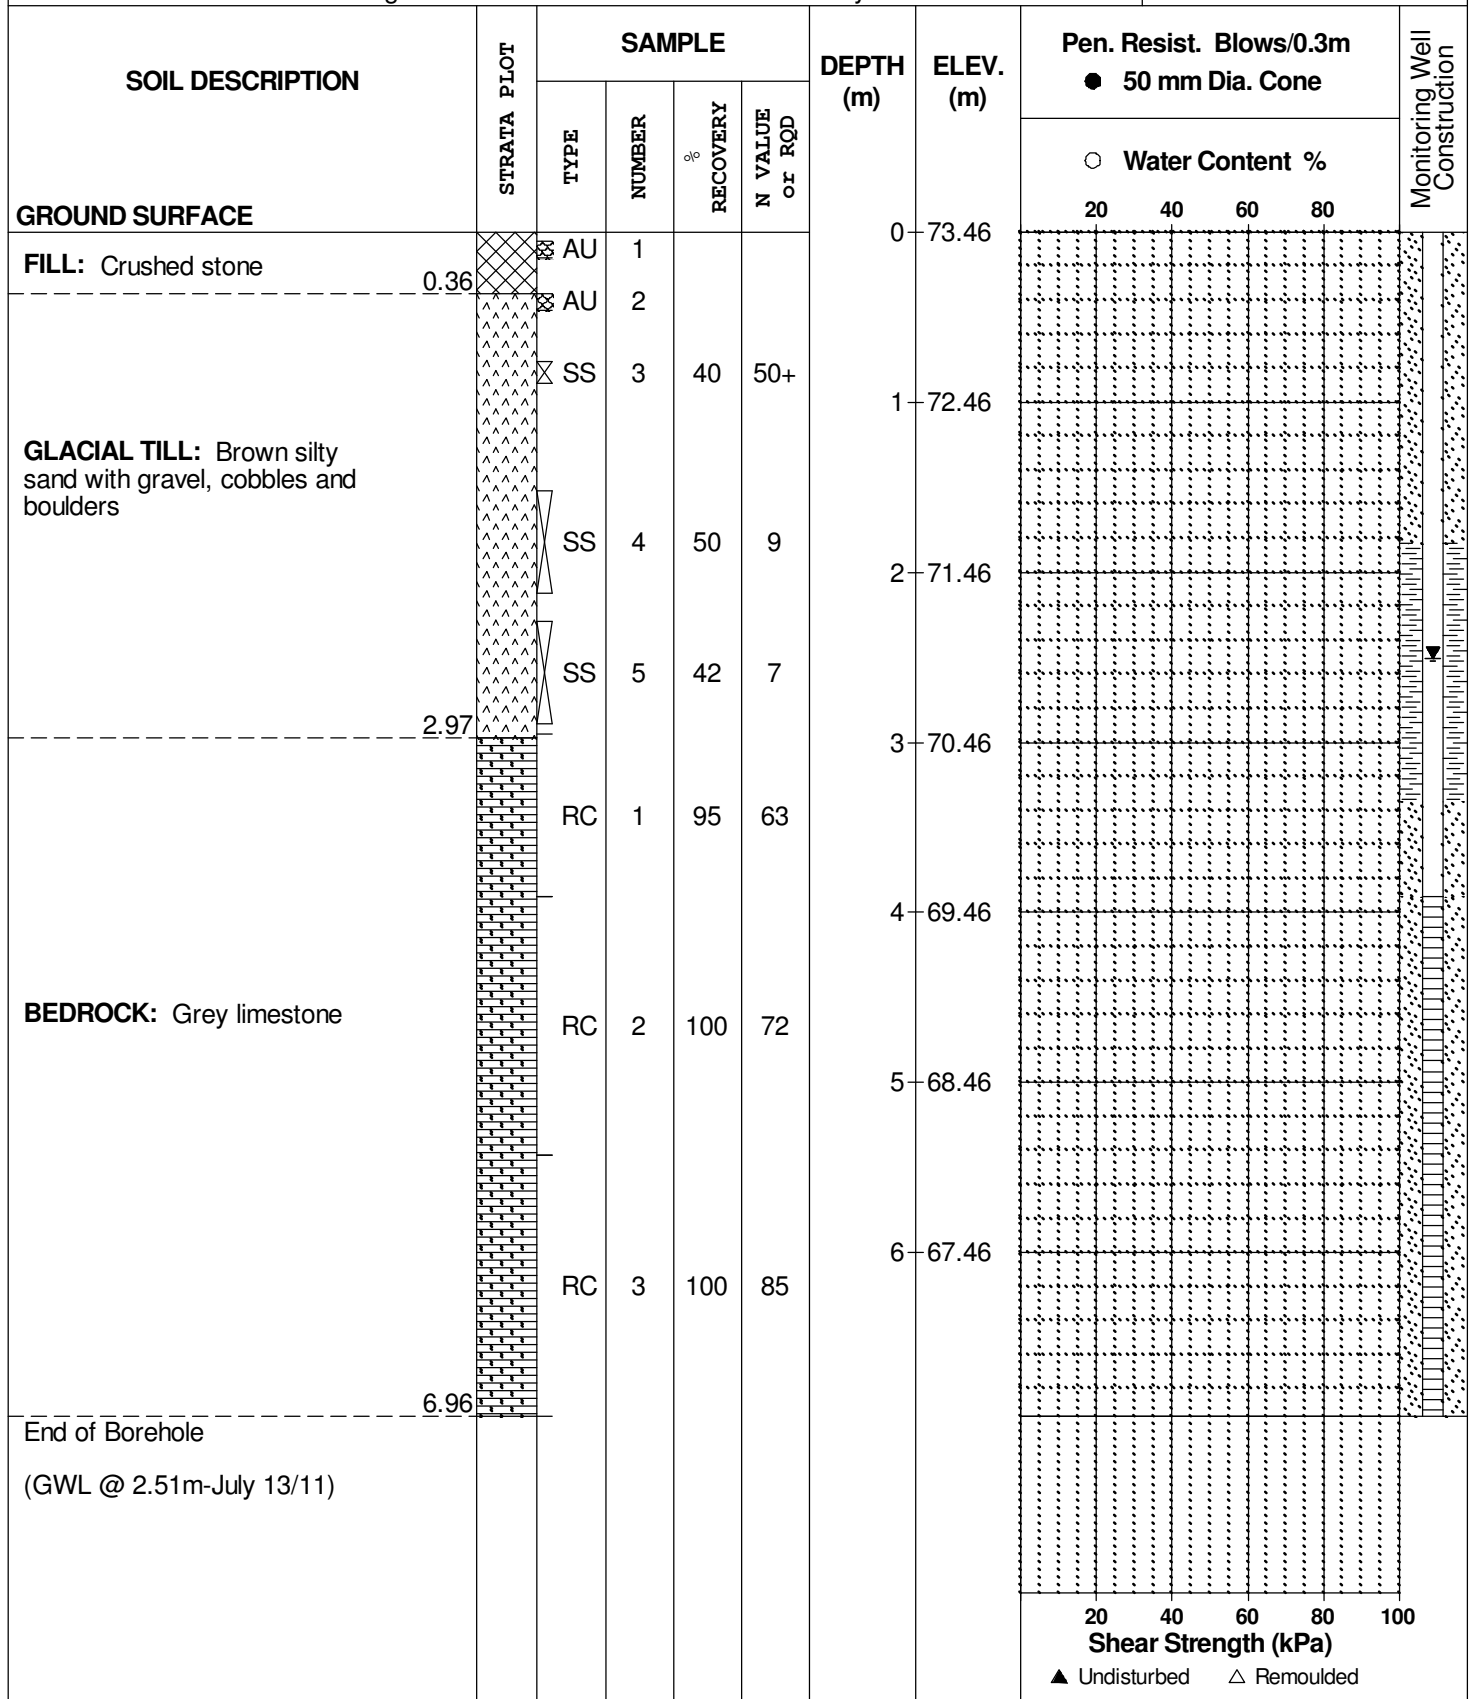 SOIL DESCRIPTION
GROUND SURFACE
STRATA PLOT
SAMPLE
TYPE
NUMBER
% RECOVERY
N VALUE or RQD
DEPTH (m)
ELEV. (m)
Pen. Resist. Blows/0.3m
● 50 mm Dia. Cone
○ Water Content %
20 40 60 80
Monitoring Well Construction
0 73.46
FILL: Crushed stone
0.36
AU 1
AU 2
SS 3 40 50+
1 72.46
GLACIAL TILL: Brown silty
sand with gravel, cobbles and
boulders
SS 4 50 9
2 71.46
SS 5 42 7
2.97
3 70.46
RC 1 95 63
4 69.46
BEDROCK: Grey limestone
RC 2 100 72
5 68.46
6 67.46
RC 3 100 85
6.96
End of Borehole
(GWL @ 2.51m-July 13/11)
20 40 60 80 100
Shear Strength (kPa)
▲ Undisturbed △ Remoulded